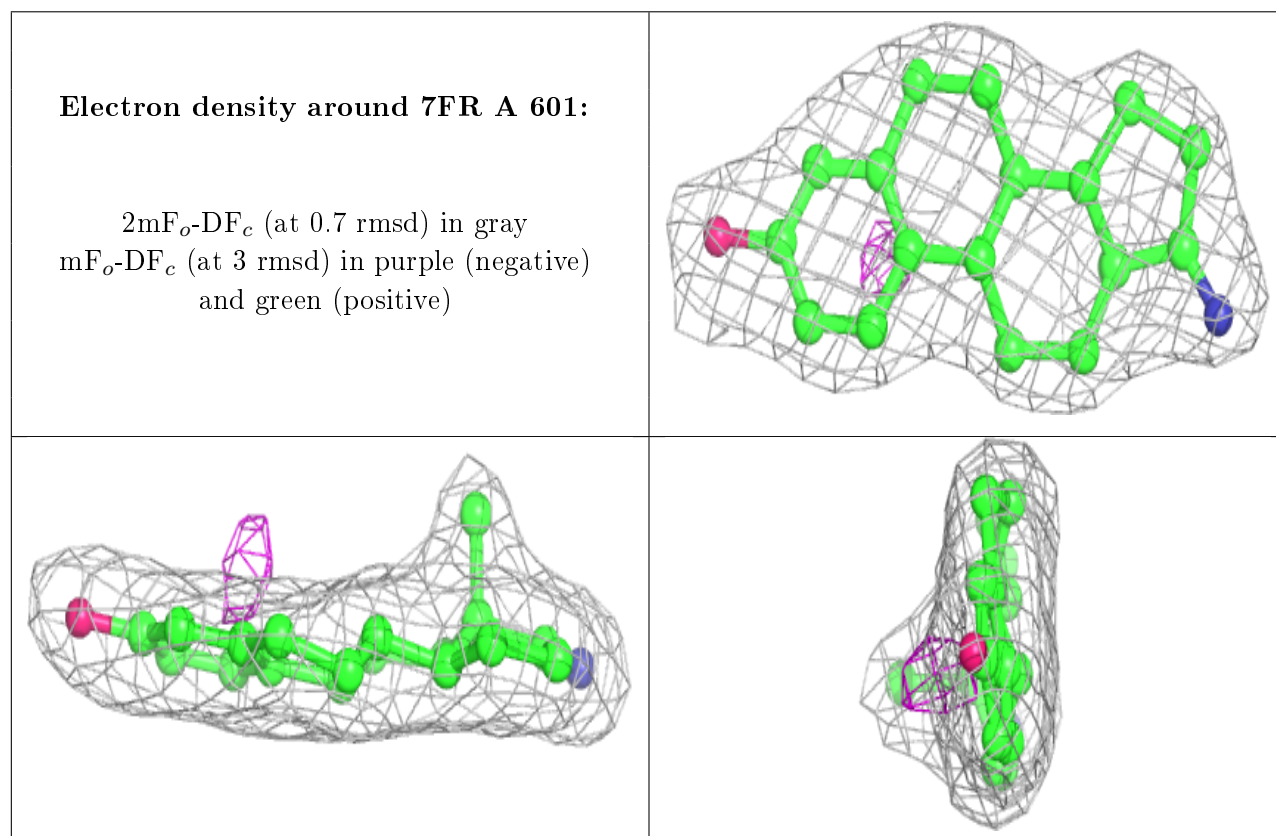 Electron density around 7FR A 601:
2mFo-DFc (at 0.7 rmsd) in gray
mFo-DFc (at 3 rmsd) in purple (negative)
and green (positive)